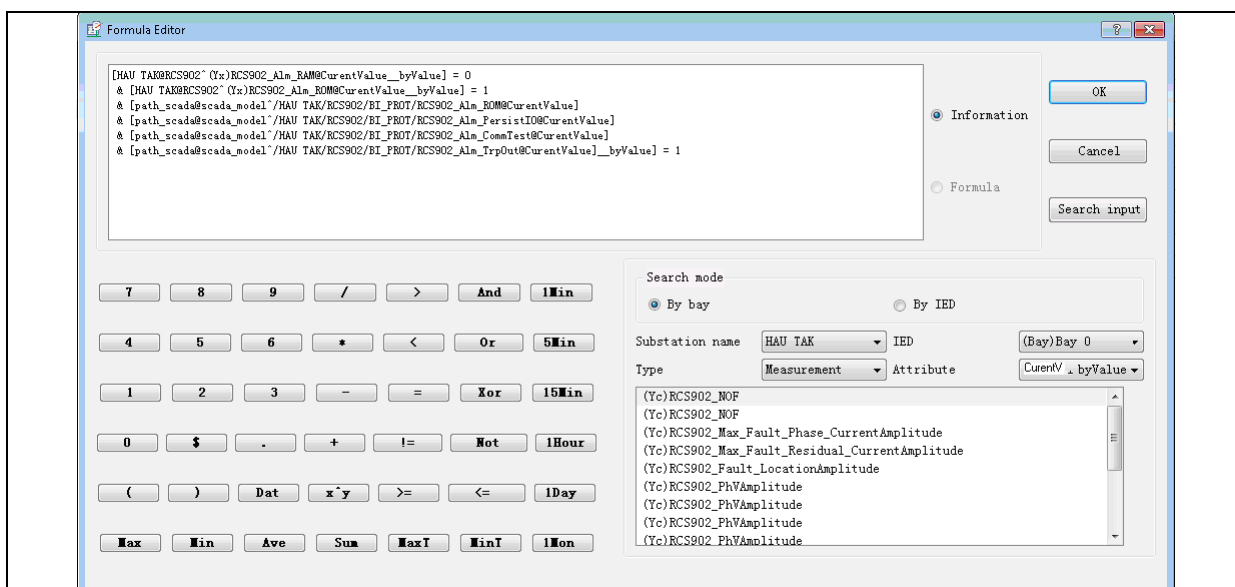 Formula Editor
[HAU TAK@RCS902^(Yx)RCS902_Alm_RAM@CurentValue__byValue] = 0
& [HAU TAK@RCS902^(Yx)RCS902_Alm_ROM@CurentValue__byValue] = 1
& [path_scada@scada_model^/HAU TAK/RCS902/BI_PROT/RCS902_Alm_ROM@CurentValue]
& [path_scada@scada_model^/HAU TAK/RCS902/BI_PROT/RCS902_Alm_PersistIO@CurentValue]
& [path_scada@scada_model^/HAU TAK/RCS902/BI_PROT/RCS902_Alm_CommTest@CurentValue]
& [path_scada@scada_model^/HAU TAK/RCS902/BI_PROT/RCS902_Alm_TrpOut@CurentValue]__byValue] = 1
Information
Formula
OK
Cancel
Search input
7 8 9 / > And 1Min
4 5 6 * < Or 5Min
1 2 3 - = Xor 15Min
0 $ . + != Not 1Hour
( ) Dat x^y >= <= 1Day
Max Min Ave Sum MaxT MinT 1Mon
Search mode
By bay By IED
Substation name HAU TAK IED (Bay)Bay 0
Type Measurement Attribute CurentV byValue
(Yc)RCS902_NOF
(Yc)RCS902_NOF
(Yc)RCS902_Max_Fault_Phase_CurrentAmplitude
(Yc)RCS902_Max_Fault_Residual_CurrentAmplitude
(Yc)RCS902_Fault_LocationAmplitude
(Yc)RCS902_PhVAmplitude
(Yc)RCS902_PhVAmplitude
(Yc)RCS902_PhVAmplitude
(Yc)RCS902_PhVAmplitude